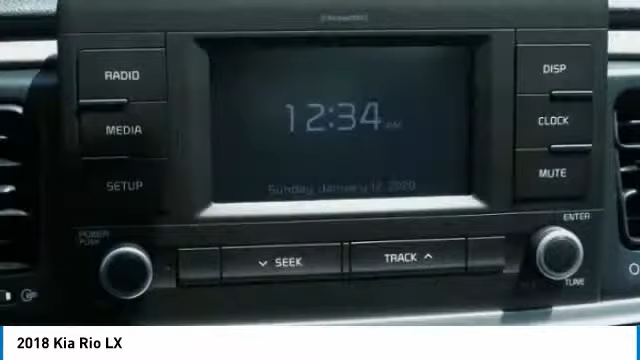 RADIO
MEDIA
SETUP
12:34
Sunday, January 12, 2020
DISP
CLOCK
MUTE
POWER
PUSH
SEEK
TRACK
ENTER
TUNE
2018 Kia Rio LX